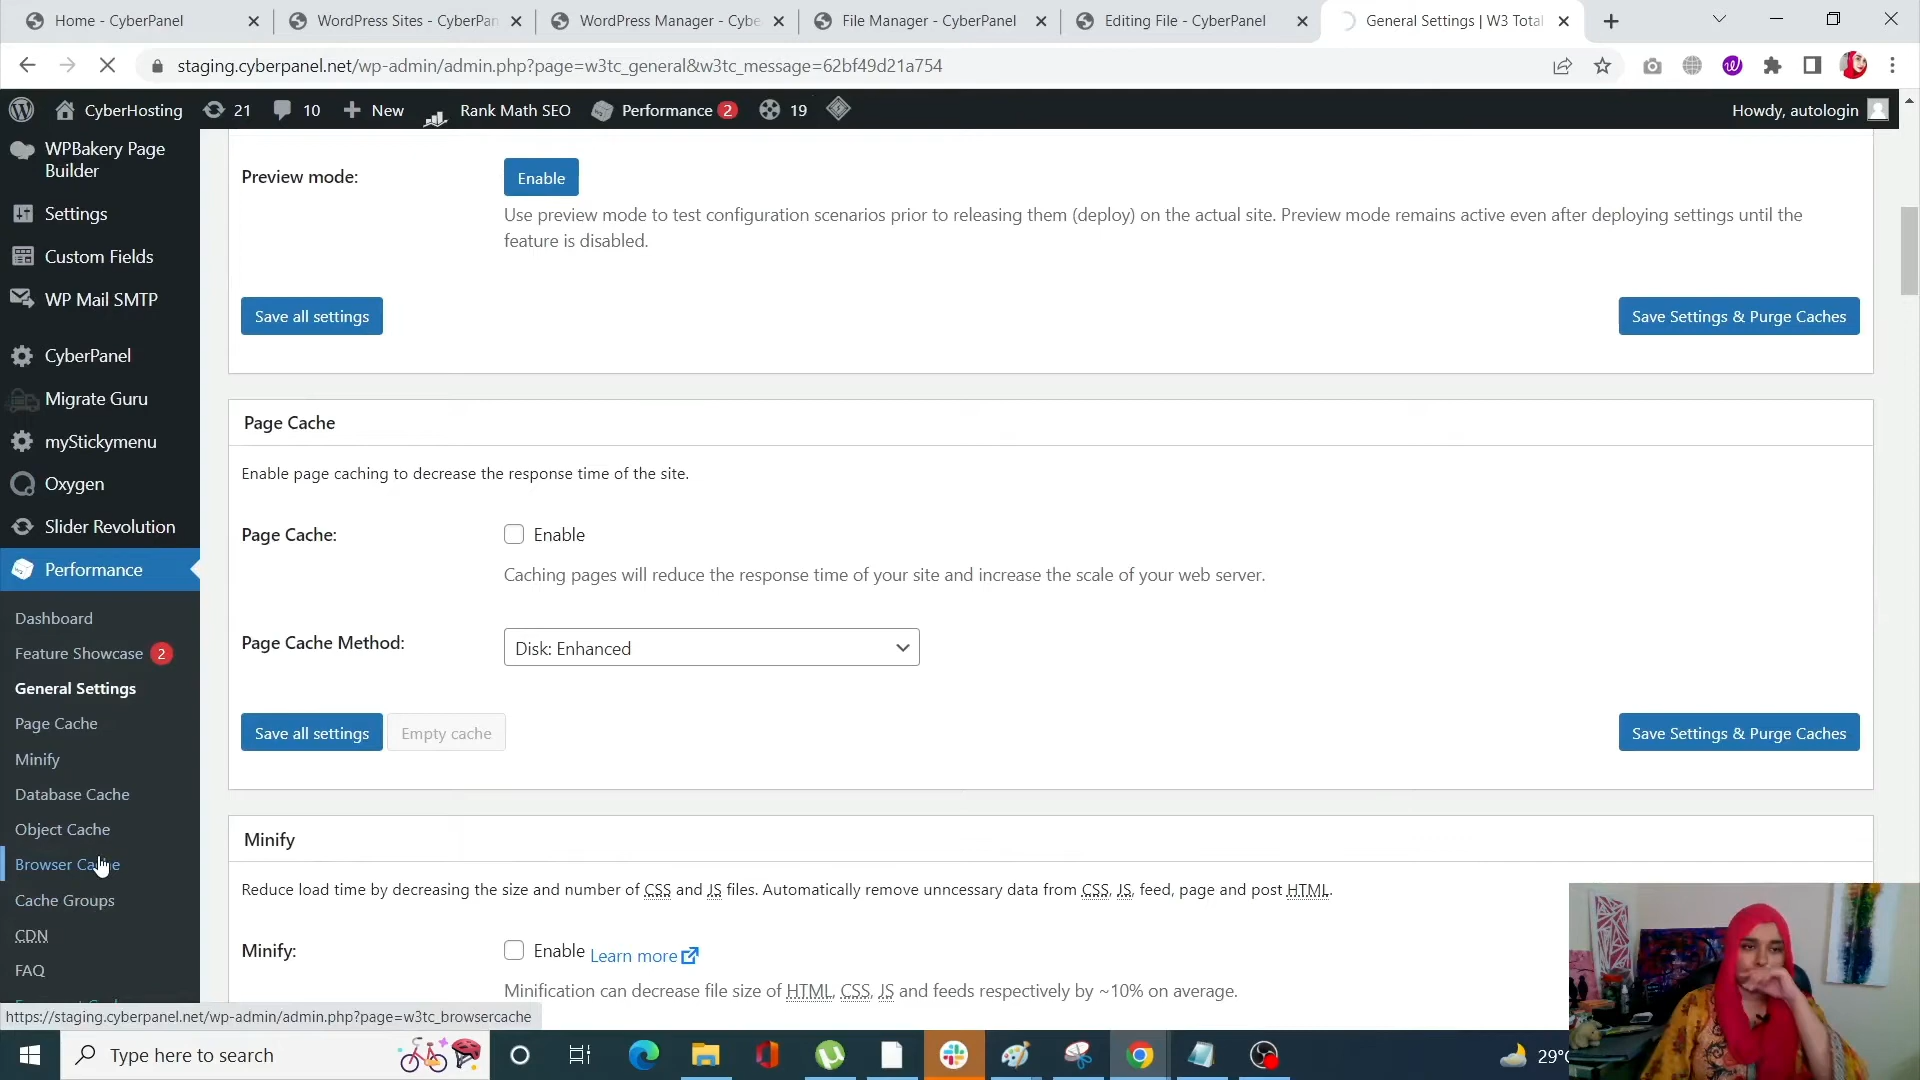 Home - CyberPanel
WordPress Sites - CyberPan
WordPress Manager - Cybe
File Manager - CyberPanel
Editing File - CyberPanel
General Settings | W3 Total
staging.cyberpanel.net/wp-admin/admin.php?page=w3tc_general&w3tc_message=62bf49d21a754
CyberHosting
21
10
New
Rank Math SEO
Performance 2
19
Howdy, autologin
WPBakery Page
Builder
Settings
Custom Fields
WP Mail SMTP
CyberPanel
Migrate Guru
myStickymenu
Oxygen
Slider Revolution
Performance
Dashboard
Feature Showcase 2
General Settings
Page Cache
Minify
Database Cache
Object Cache
Browser Cache
Cache Groups
CDN
FAQ
Preview mode:
Enable
Use preview mode to test configuration scenarios prior to releasing them (deploy) on the actual site. Preview mode remains active even after deploying settings until the
feature is disabled.
Save all settings
Save Settings & Purge Caches
Page Cache
Enable page caching to decrease the response time of the site.
Page Cache:
Enable
Caching pages will reduce the response time of your site and increase the scale of your web server.
Page Cache Method:
Disk: Enhanced
Save all settings
Empty cache
Save Settings & Purge Caches
Minify
Reduce load time by decreasing the size and number of CSS and JS files. Automatically remove unncessary data from CSS, JS, feed, page and post HTML.
Minify:
Enable Learn more
Minification can decrease file size of HTML, CSS, JS and feeds respectively by ~10% on average.
https://staging.cyberpanel.net/wp-admin/admin.php?page=w3tc_browsercache
Type here to search
29°